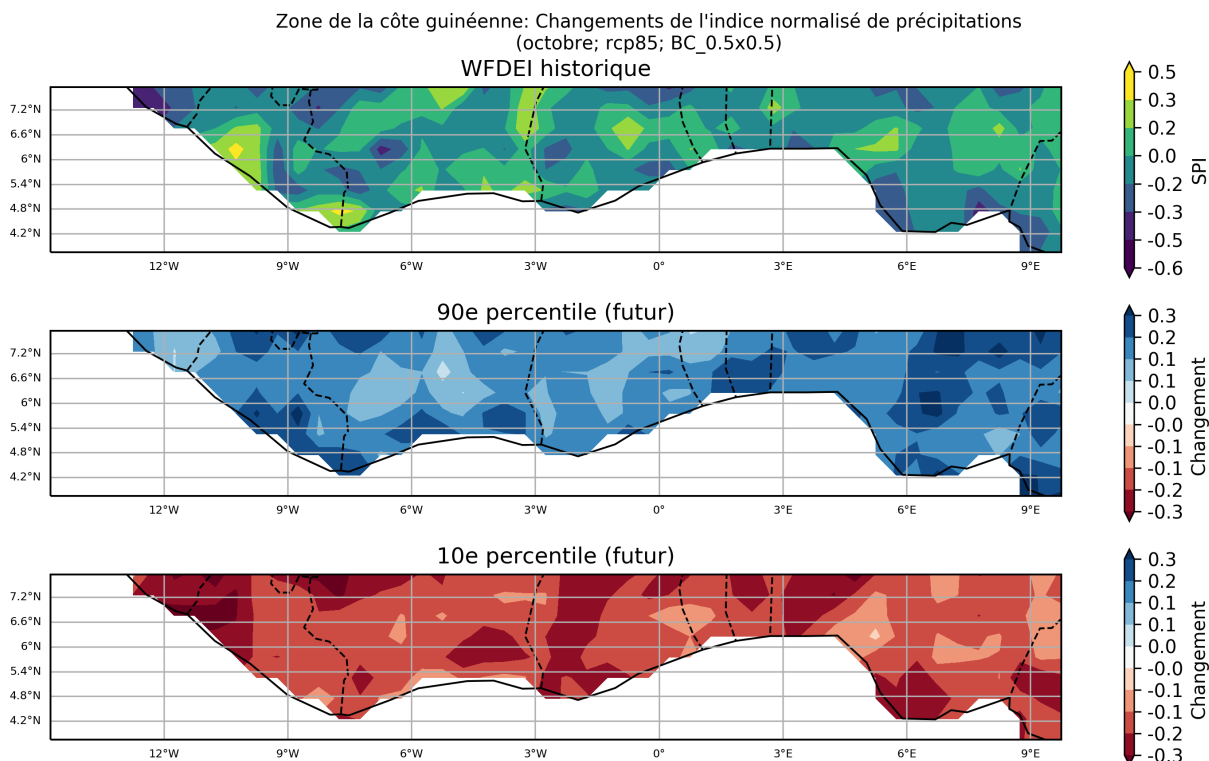 Zone de la côte guinéenne: Changements de l'indice normalisé de précipitations
(octobre; rcp85; BC_0.5x0.5)
WFDEI historique
7.2°N
6.6°N
6°N
5.4°N
4.8°N
4.2°N
12°W 9°W 6°W 3°W 0° 3°E 6°E 9°E
0.5
0.3
0.2
0.0
-0.2
-0.3
-0.5
-0.6
SPI
90e percentile (futur)
7.2°N
6.6°N
6°N
5.4°N
4.8°N
4.2°N
12°W 9°W 6°W 3°W 0° 3°E 6°E 9°E
0.3
0.2
0.1
0.1
0.0
-0.0
-0.1
-0.1
-0.2
-0.3
Changement
10e percentile (futur)
7.2°N
6.6°N
6°N
5.4°N
4.8°N
4.2°N
12°W 9°W 6°W 3°W 0° 3°E 6°E 9°E
0.3
0.2
0.1
0.0
-0.0
-0.1
-0.1
-0.2
-0.3
Changement